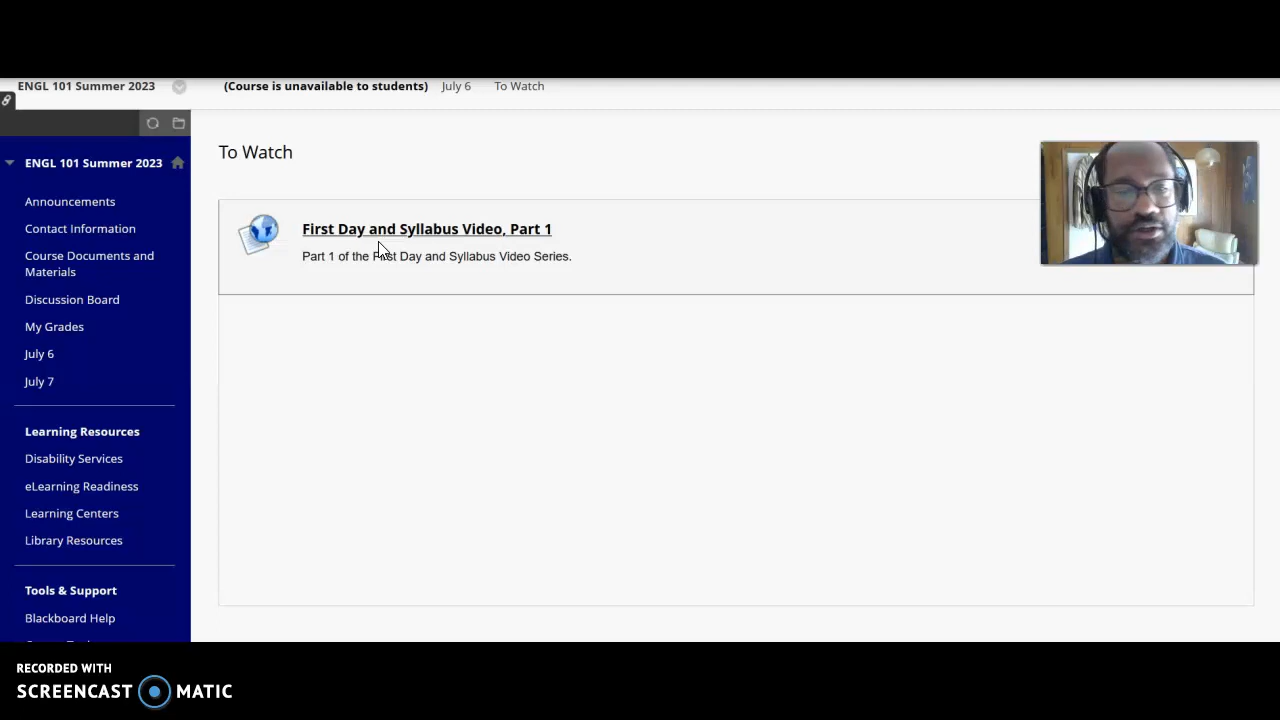 ENGL 101 Summer 2023
(Course is unavailable to students) July 6 To Watch
ENGL 101 Summer 2023
Announcements
Contact Information
Course Documents and
Materials
Discussion Board
My Grades
July 6
July 7
Learning Resources
Disability Services
eLearning Readiness
Learning Centers
Library Resources
Tools & Support
Blackboard Help
To Watch
First Day and Syllabus Video, Part 1
Part 1 of the First Day and Syllabus Video Series.
RECORDED WITH
SCREENCAST MATIC